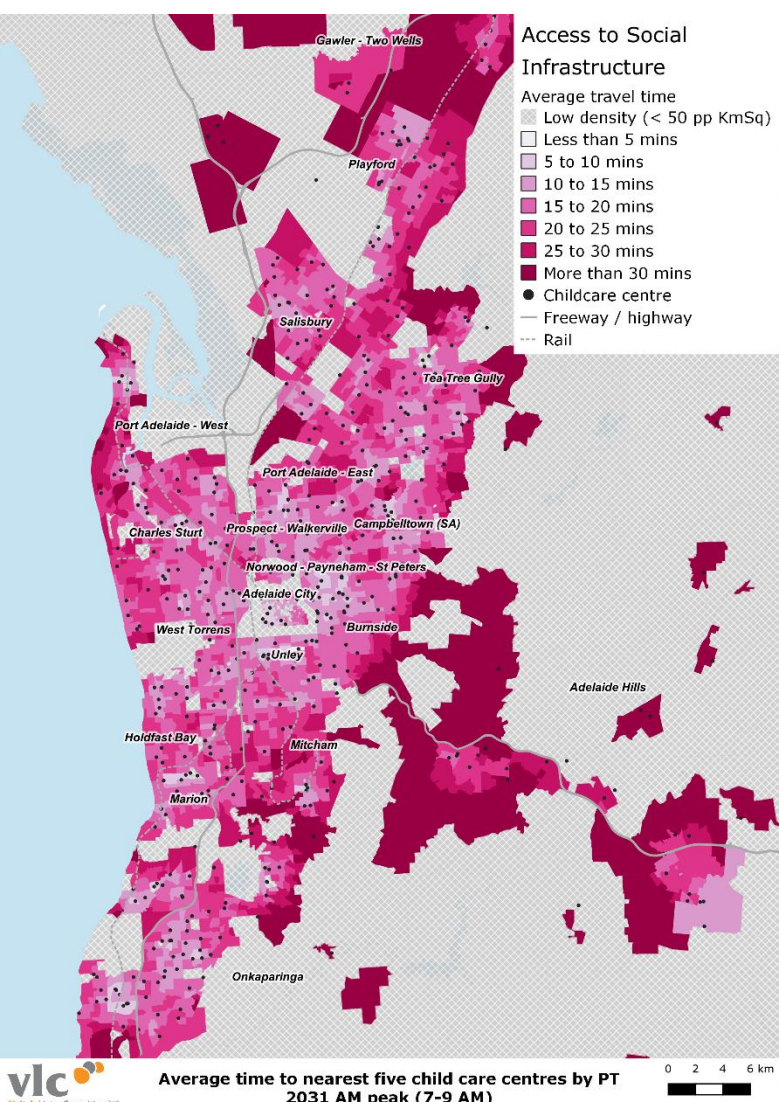 Access to Social
Infrastructure
Average travel time
Low density (< 50 pp KmSq)
Less than 5 mins
5 to 10 mins
10 to 15 mins
15 to 20 mins
20 to 25 mins
25 to 30 mins
More than 30 mins
Childcare centre
Freeway / highway
Rail
Gawler - Two Wells
Playford
Salisbury
Tea Tree Gully
Port Adelaide - West
Port Adelaide - East
Charles Sturt
Prospect - Walkerville
Campbelltown (SA)
Norwood - Payneham - St Peters
Adelaide City
West Torrens
Burnside
Unley
Adelaide Hills
Holdfast Bay
Mitcham
Marion
Onkaparinga
vlc
Average time to nearest five child care centres by PT
2031 AM peak (7-9 AM)
0 2 4 6 km